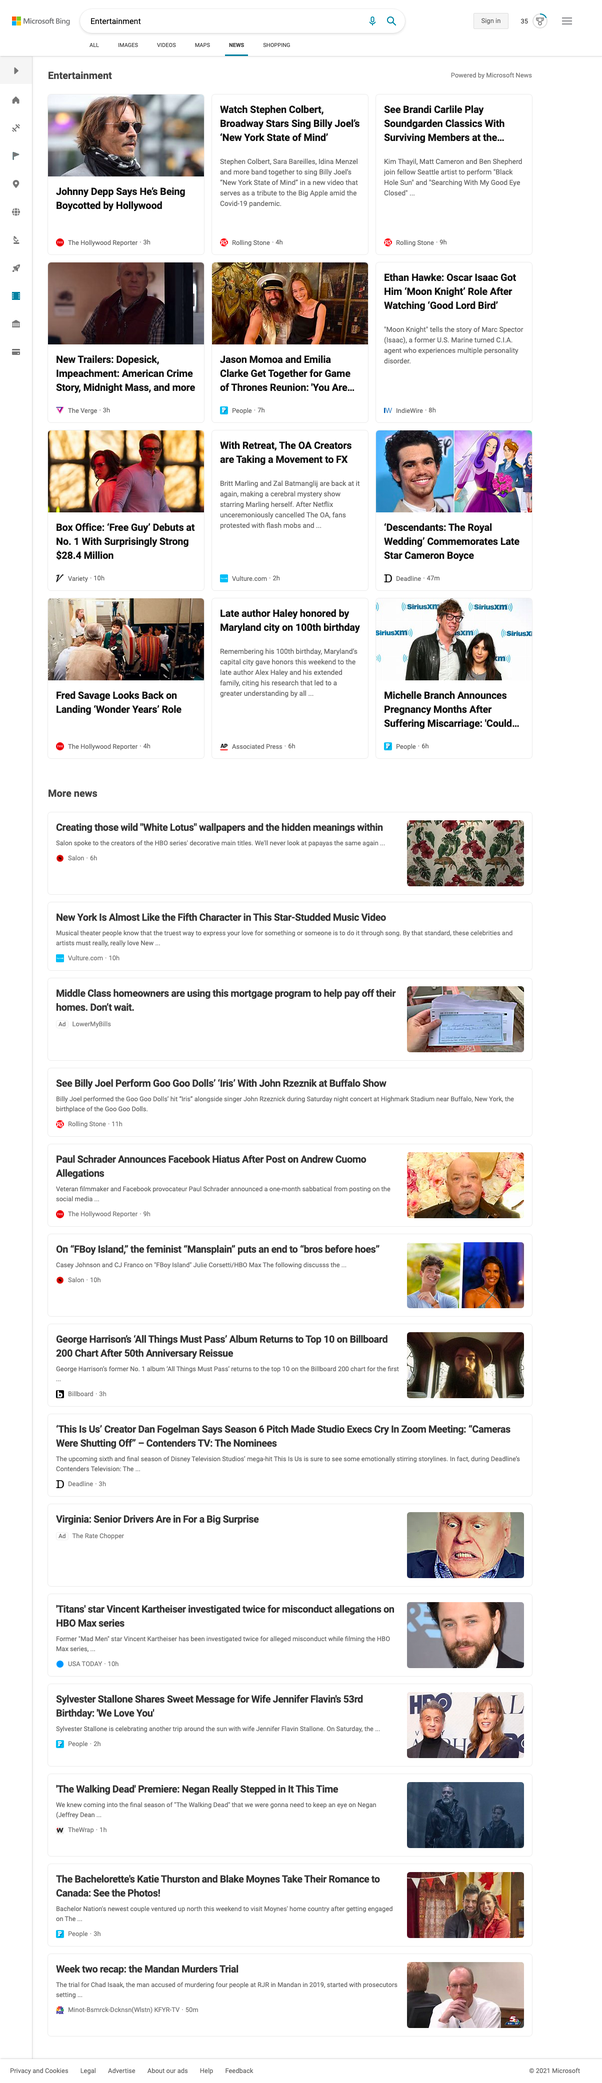 Microsoft Bing
Entertainment
Sign in
35
ALL
IMAGES
VIDEOS
MAPS
NEWS
SHOPPING
Entertainment
Powered by Microsoft News
Johnny Depp Says He's Being
Boycotted by Hollywood
The Hollywood Reporter · 3h
Watch Stephen Colbert,
Broadway Stars Sing Billy Joel's
'New York State of Mind'
Stephen Colbert, Sara Bareilles, Idina Menzel
and more band together to sing Billy Joel's
"New York State of Mind" in a new video that
serves as a tribute to the Big Apple amid the
Covid-19 pandemic.
Rolling Stone · 4h
See Brandi Carlile Play
Soundgarden Classics With
Surviving Members at the...
Kim Thayil, Matt Cameron and Ben Shepherd
join fellow Seattle artist to perform "Black
Hole Sun" and "Searching With My Good Eye
Closed" ...
Rolling Stone · 9h
New Trailers: Dopesick,
Impeachment: American Crime
Story, Midnight Mass, and more
The Verge · 3h
Jason Momoa and Emilia
Clarke Get Together for Game
of Thrones Reunion: 'You Are...
People · 7h
Ethan Hawke: Oscar Isaac Got
Him 'Moon Knight' Role After
Watching 'Good Lord Bird'
"Moon Knight" tells the story of Marc Spector
(Isaac), a former U.S. Marine turned C.I.A.
agent who experiences multiple personality
disorder.
IndieWire · 8h
Box Office: 'Free Guy' Debuts at
No. 1 With Surprisingly Strong
$28.4 Million
Variety · 10h
With Retreat, The OA Creators
are Taking a Movement to FX
Britt Marling and Zal Batmanglij are back at it
again, making a cerebral mystery show
starring Marling herself. After Netflix
unceremoniously cancelled The OA, fans
protested with flash mobs and ...
Vulture.com · 2h
'Descendants: The Royal
Wedding' Commemorates Late
Star Cameron Boyce
Deadline · 47m
Fred Savage Looks Back on
Landing 'Wonder Years' Role
The Hollywood Reporter · 4h
Late author Haley honored by
Maryland city on 100th birthday
Remembering his 100th birthday, Maryland's
capital city gave honors this weekend to the
late author Alex Haley and his extended
family, citing his research that led to a
greater understanding by all ...
AP
Associated Press · 6h
SiriusXM
SiriusXM
Michelle Branch Announces
Pregnancy Months After
Suffering Miscarriage: 'Could...
People · 6h
More news
Creating those wild "White Lotus" wallpapers and the hidden meanings within
Salon spoke to the creators of the HBO series' decorative main titles. We'll never look at papayas the same again ...
Salon · 6h
New York Is Almost Like the Fifth Character in This Star-Studded Music Video
Musical theater people know that the truest way to express your love for something or someone is to do it through song. By that standard, these celebrities and
artists must really, really love New ...
Vulture.com · 10h
Middle Class homeowners are using this mortgage program to help pay off their
homes. Don't wait.
Ad LowerMyBills
See Billy Joel Perform Goo Goo Dolls' 'Iris' With John Rzeznik at Buffalo Show
Billy Joel performed the Goo Goo Dolls' hit "Iris" alongside singer John Rzeznick during Saturday night concert at Highmark Stadium near Buffalo, New York, the
birthplace of the Goo Goo Dolls.
Rolling Stone · 11h
Paul Schrader Announces Facebook Hiatus After Post on Andrew Cuomo
Allegations
Veteran filmmaker and Facebook provocateur Paul Schrader announced a one-month sabbatical from posting on the
social media ...
The Hollywood Reporter · 9h
On "FBoy Island," the feminist "Mansplain" puts an end to "bros before hoes"
Casey Johnson and CJ Franco on "FBoy Island" Julie Corsetti/HBO Max The following discusss the ...
Salon · 10h
George Harrison's 'All Things Must Pass' Album Returns to Top 10 on Billboard
200 Chart After 50th Anniversary Reissue
George Harrison's former No. 1 album 'All Things Must Pass' returns to the top 10 on the Billboard 200 chart for the first
...
Billboard · 3h
'This Is Us' Creator Dan Fogelman Says Season 6 Pitch Made Studio Execs Cry In Zoom Meeting: "Cameras
Were Shutting Off" – Contenders TV: The Nominees
The upcoming sixth and final season of Disney Television Studios' mega-hit This Is Us is sure to see some emotionally stirring storylines. In fact, during Deadline's
Contenders Television: The ...
Deadline · 3h
Virginia: Senior Drivers Are in For a Big Surprise
Ad The Rate Chopper
'Titans' star Vincent Kartheiser investigated twice for misconduct allegations on
HBO Max series
Former "Mad Men" star Vincent Kartheiser has been investigated twice for alleged misconduct while filming the HBO
Max series, ...
USA TODAY · 10h
Sylvester Stallone Shares Sweet Message for Wife Jennifer Flavin's 53rd
Birthday: 'We Love You'
Sylvester Stallone is celebrating another trip around the sun with wife Jennifer Flavin Stallone. On Saturday, the ...
People · 2h
HBO
'The Walking Dead' Premiere: Negan Really Stepped in It This Time
We knew coming into the final season of "The Walking Dead" that we were gonna need to keep an eye on Negan
(Jeffrey Dean ...
TheWrap · 1h
The Bachelorette's Katie Thurston and Blake Moynes Take Their Romance to
Canada: See the Photos!
Bachelor Nation's newest couple ventured up north this weekend to visit Moynes' home country after getting engaged
on The ...
People · 3h
Week two recap: the Mandan Murders Trial
The trial for Chad Isaak, the man accused of murdering four people at RJR in Mandan in 2019, started with prosecutors
setting ...
Minot-Bsmrck-Dcknsn(Wlstn) KFYR-TV · 50m
Privacy and Cookies
Legal
Advertise
About our ads
Help
Feedback
© 2021 Microsoft